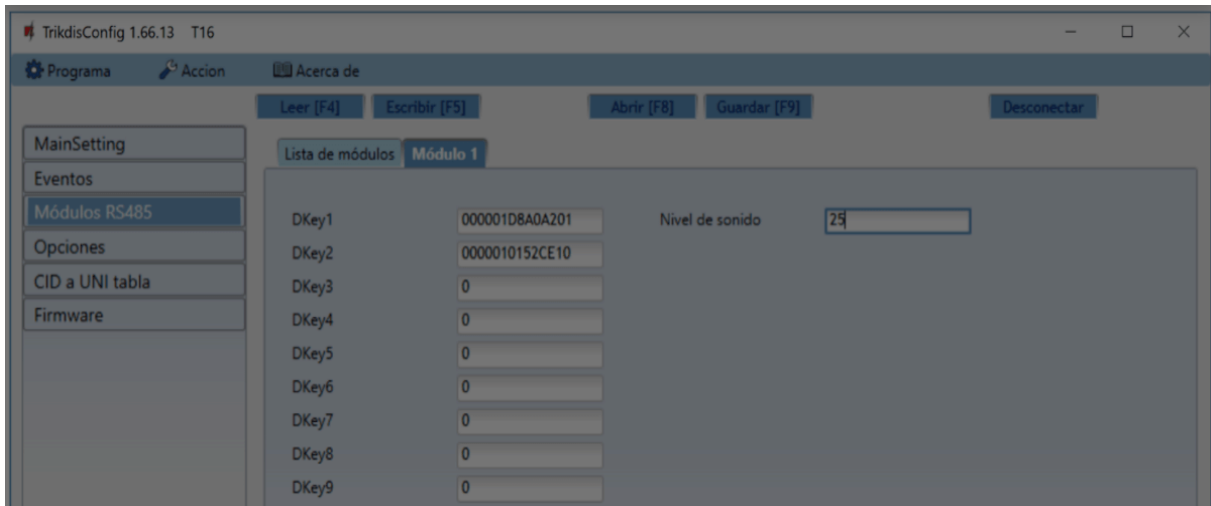 TrikdisConfig 1.66.13 T16
Programa Accion Acerca de
Leer [F4] Escribir [F5] Abrir [F8] Guardar [F9] Desconectar
MainSetting
Eventos
Módulos RS485
Opciones
CID a UNI tabla
Firmware
Lista de módulos Módulo 1
DKey1 000001D8A0A201 Nivel de sonido 25
DKey2 0000010152CE10
DKey3 0
DKey4 0
DKey5 0
DKey6 0
DKey7 0
DKey8 0
DKey9 0